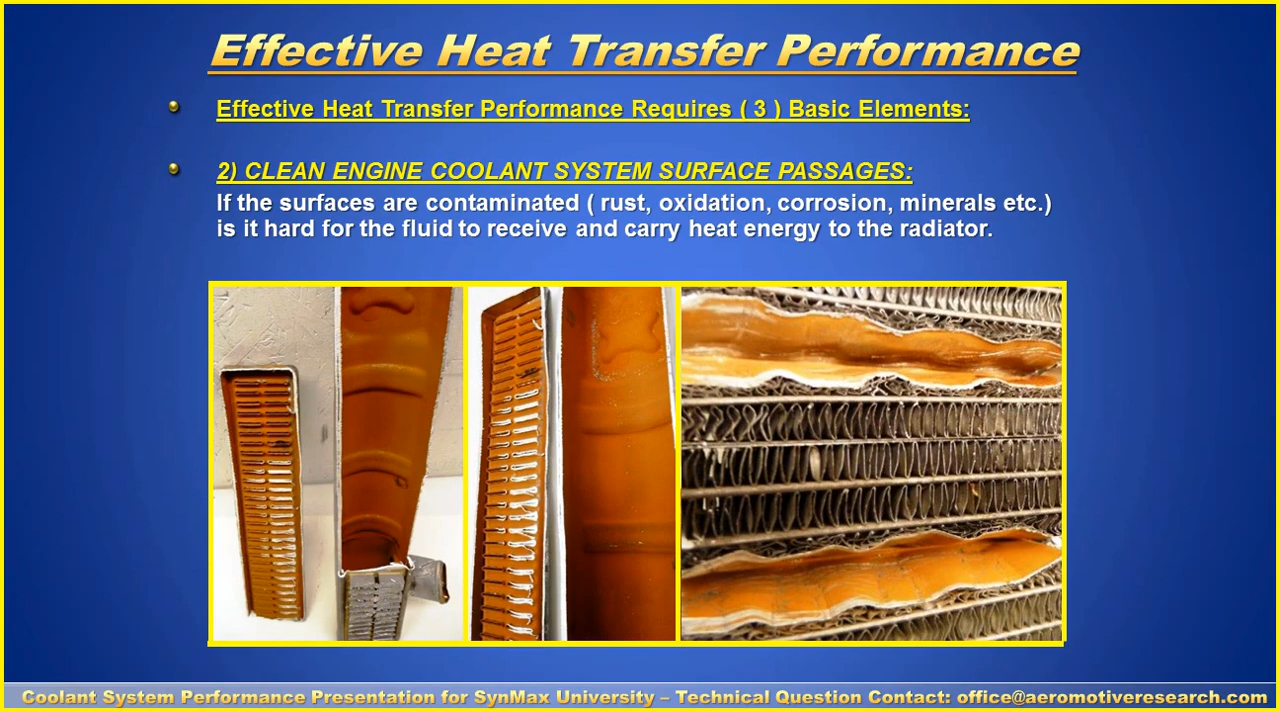 Effective Heat Transfer Performance
Effective Heat Transfer Performance Requires ( 3 ) Basic Elements:
2) CLEAN ENGINE COOLANT SYSTEM SURFACE PASSAGES:
If the surfaces are contaminated ( rust, oxidation, corrosion, minerals etc.)
is it hard for the fluid to receive and carry heat energy to the radiator.
Coolant System Performance Presentation for SynMax University – Technical Question Contact: office@aeromotiveresearch.com